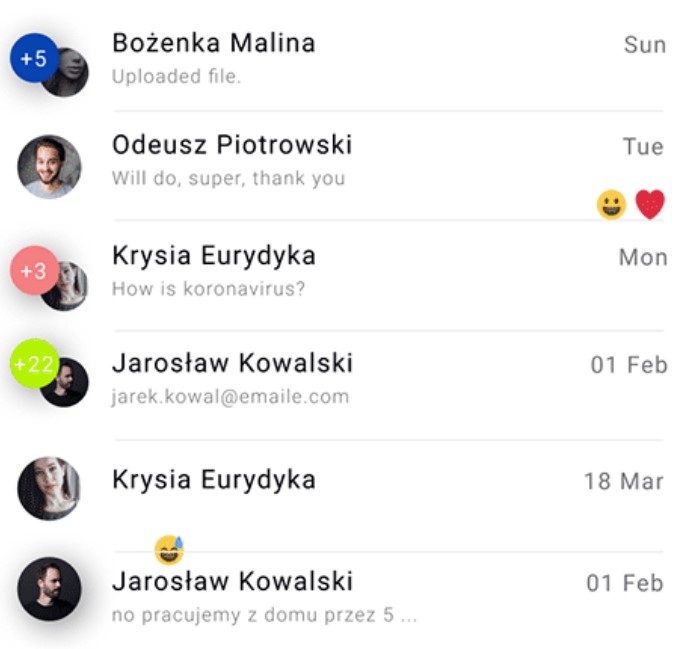 +5
Bożenka Malina
Sun
Uploaded file.
Odeusz Piotrowski
Tue
Will do, super, thank you
+3
Krysia Eurydyka
Mon
How is koronavirus?
+22
Jarosław Kowalski
01 Feb
jarek.kowal@emaile.com
Krysia Eurydyka
18 Mar
Jarosław Kowalski
01 Feb
no pracujemy z domu przez 5 ...